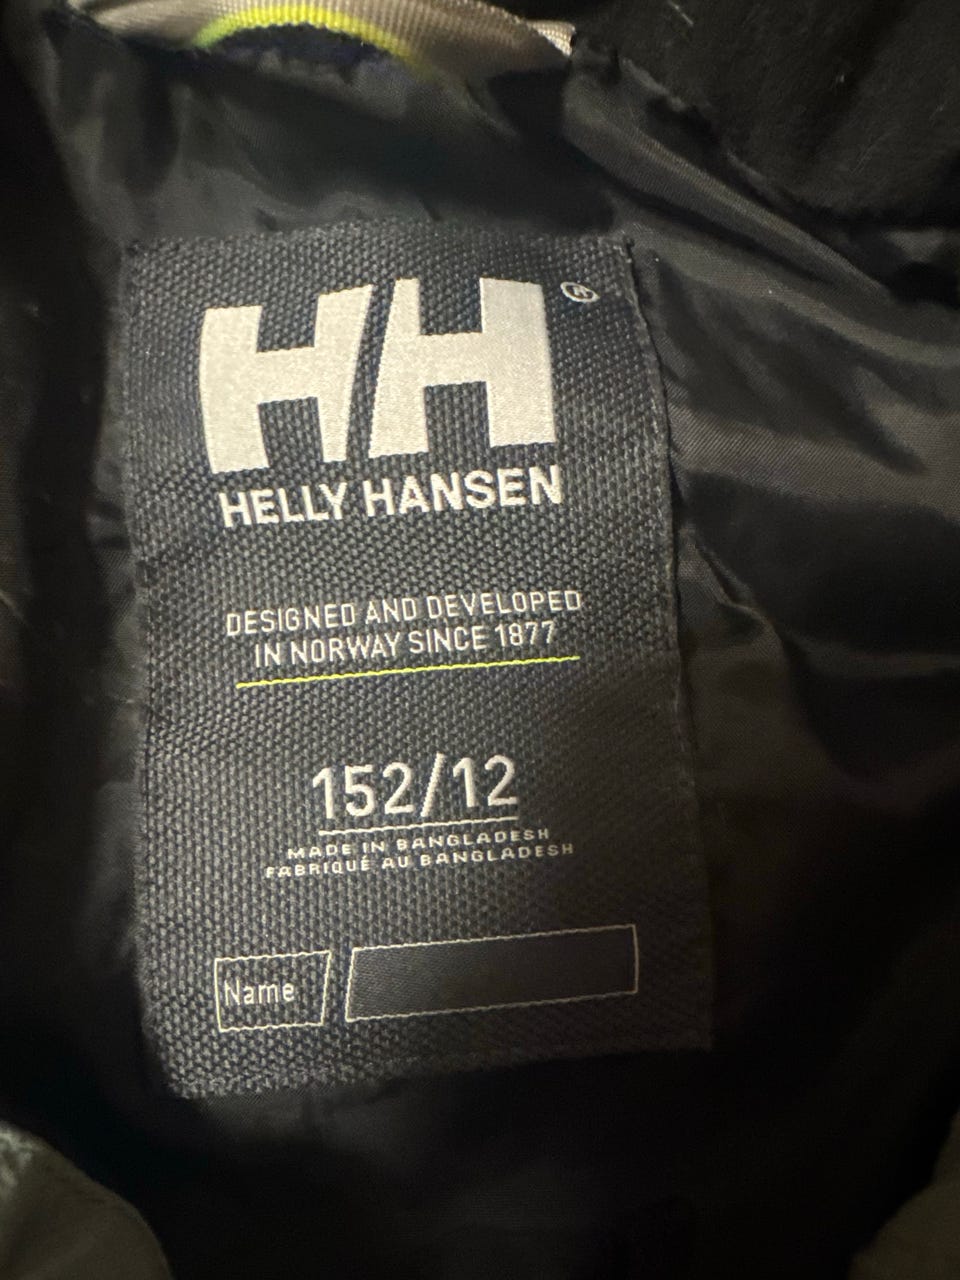 HH®
HELLY HANSEN
DESIGNED AND DEVELOPED
IN NORWAY SINCE 1877
152/12
MADE IN BANGLADESH
FABRIQUÉ AU BANGLADESH
Name